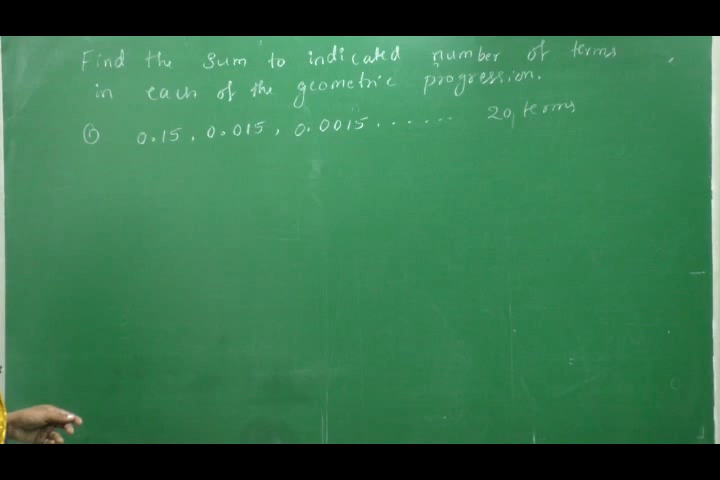 Find the sum to indicated number of terms
in each of the geometric progression.
① 0.15, 0.015, 0.0015....... 20, terms